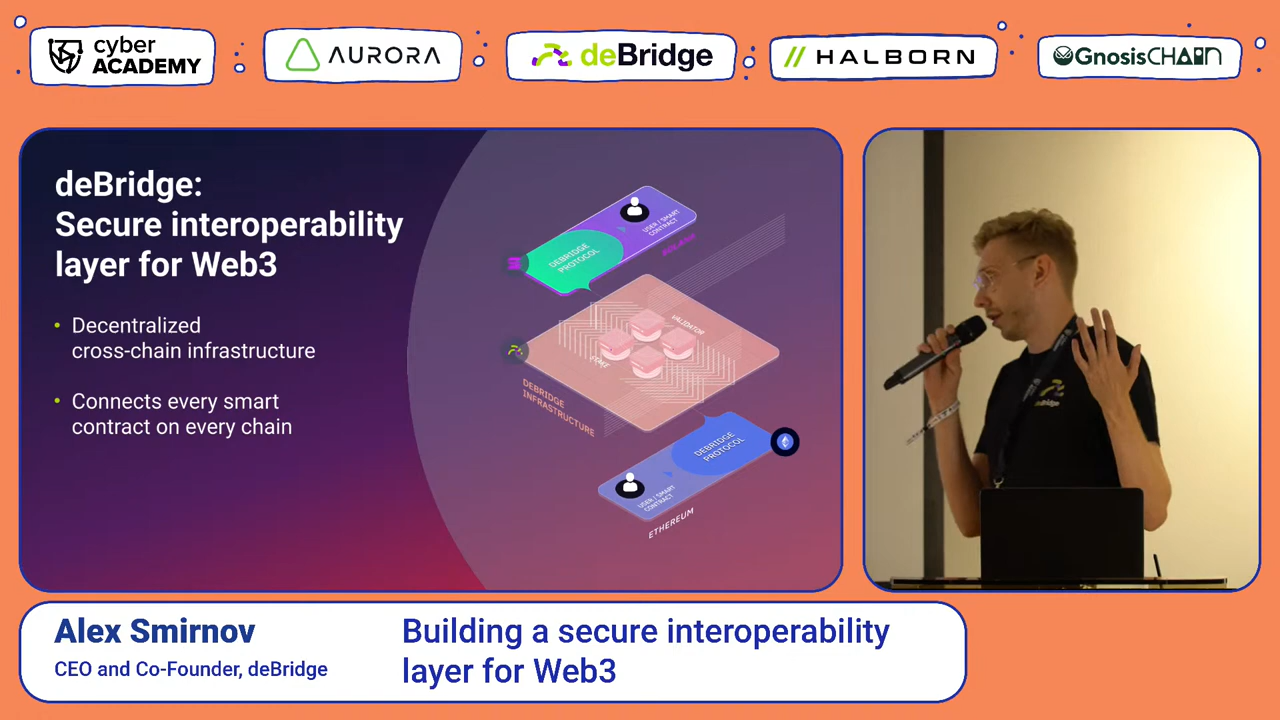 cyber
ACADEMY
AURORA
deBridge
HALBORN
GnosisCHAIN
deBridge:
Secure interoperability
layer for Web3
• Decentralized
cross-chain infrastructure
• Connects every smart
contract on every chain
USER / SMART
CONTRACT
DEBRIDGE
PROTOCOL
VALIDATOR
DEBRIDGE
INFRASTRUCTURE
DEBRIDGE
PROTOCOL
USER / SMART
CONTRACT
ETHEREUM
deBridge
Alex Smirnov
CEO and Co-Founder, deBridge
Building a secure interoperability
layer for Web3